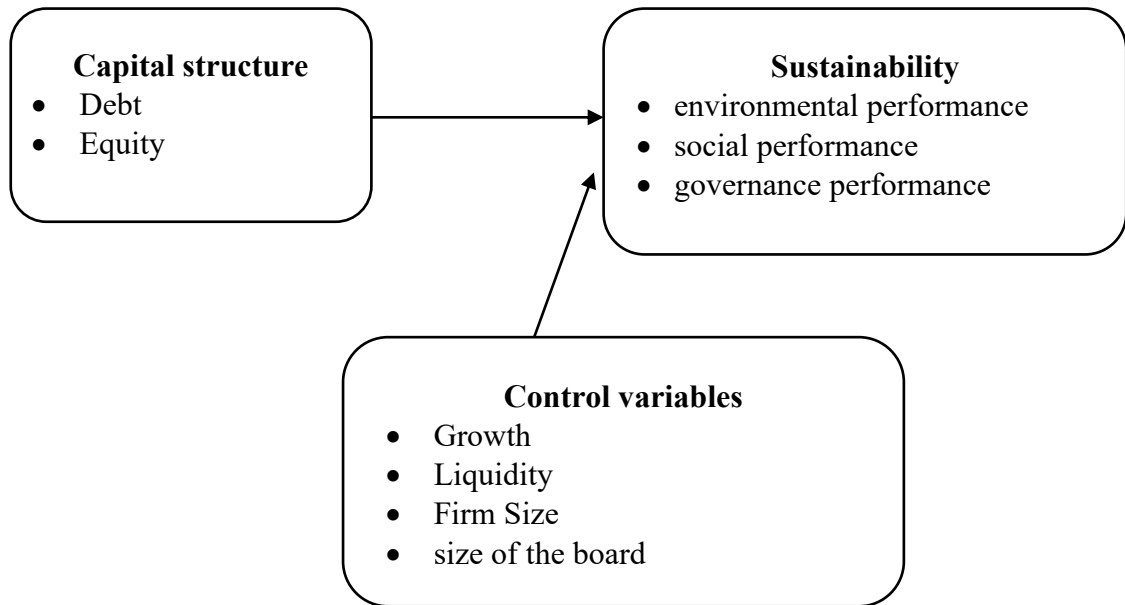 Capital structure
• Debt
• Equity
Sustainability
• environmental performance
• social performance
• governance performance
Control variables
• Growth
• Liquidity
• Firm Size
• size of the board